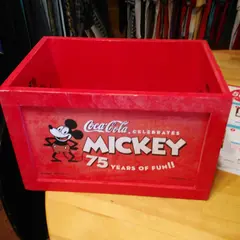 Coca-Cola
CELEBRATES
MICKEY
75 YEARS OF FUN!!